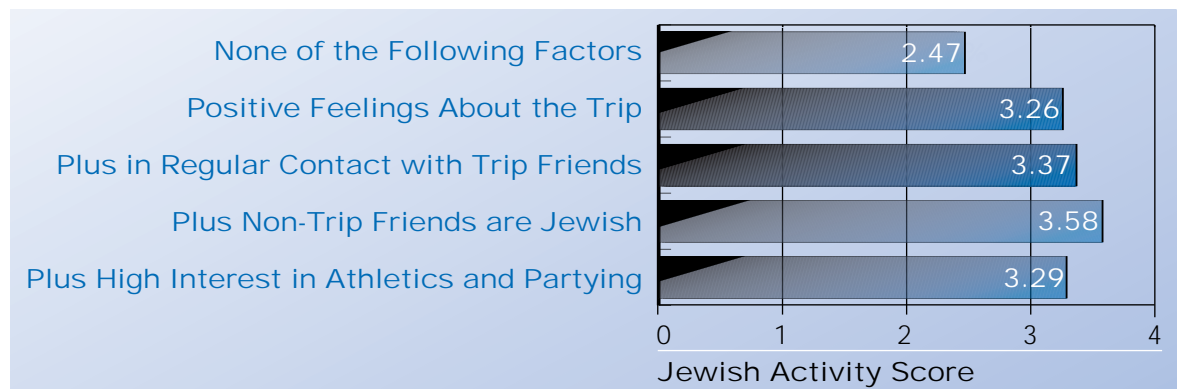 None of the Following Factors 2.47
Positive Feelings About the Trip 3.26
Plus in Regular Contact with Trip Friends 3.37
Plus Non-Trip Friends are Jewish 3.58
Plus High Interest in Athletics and Partying 3.29
0 1 2 3 4
Jewish Activity Score